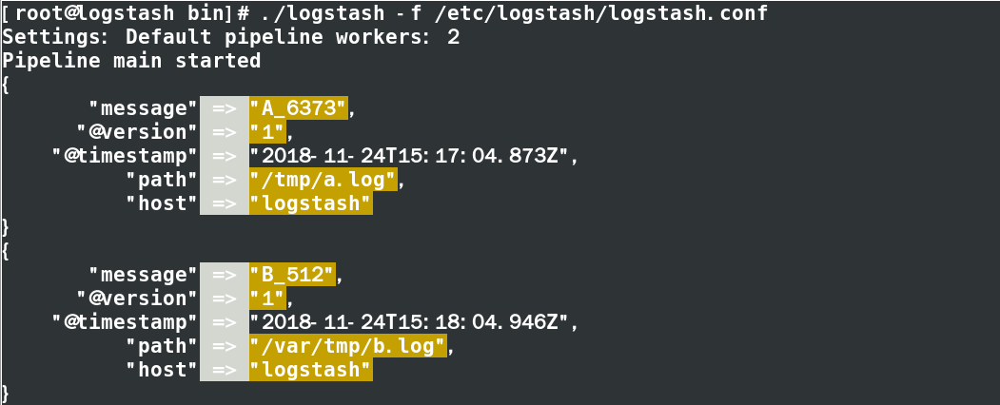 [root@logstash bin]# ./logstash -f /etc/logstash/logstash.conf
Settings: Default pipeline workers: 2
Pipeline main started
{
       "message" => "A_6373",
      "@version" => "1",
    "@timestamp" => "2018-11-24T15:17:04.873Z",
          "path" => "/tmp/a.log",
          "host" => "logstash"
}
{
       "message" => "B_512",
      "@version" => "1",
    "@timestamp" => "2018-11-24T15:18:04.946Z",
          "path" => "/var/tmp/b.log",
          "host" => "logstash"
}